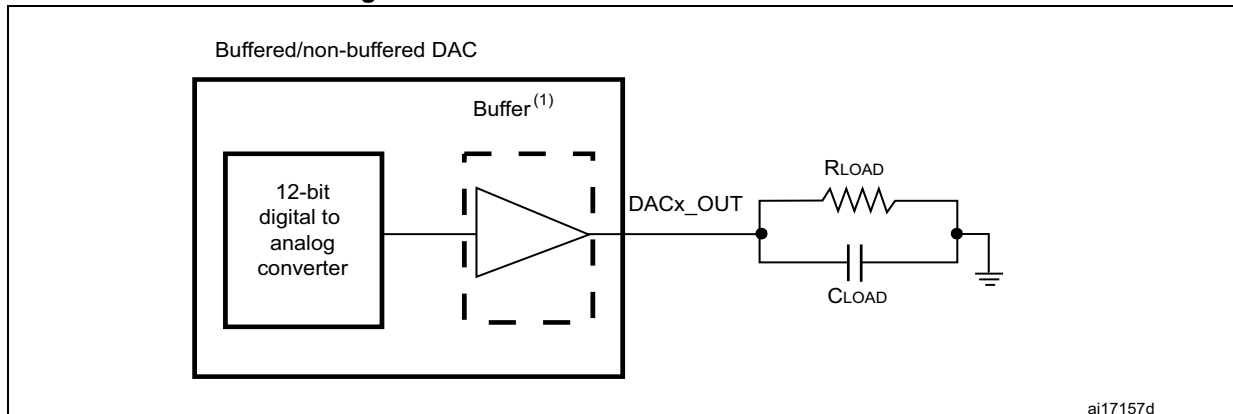 Buffered/non-buffered DAC
Buffer(1)
12-bit
digital to
analog
converter
DACx_OUT
RLOAD
CLOAD
ai17157d